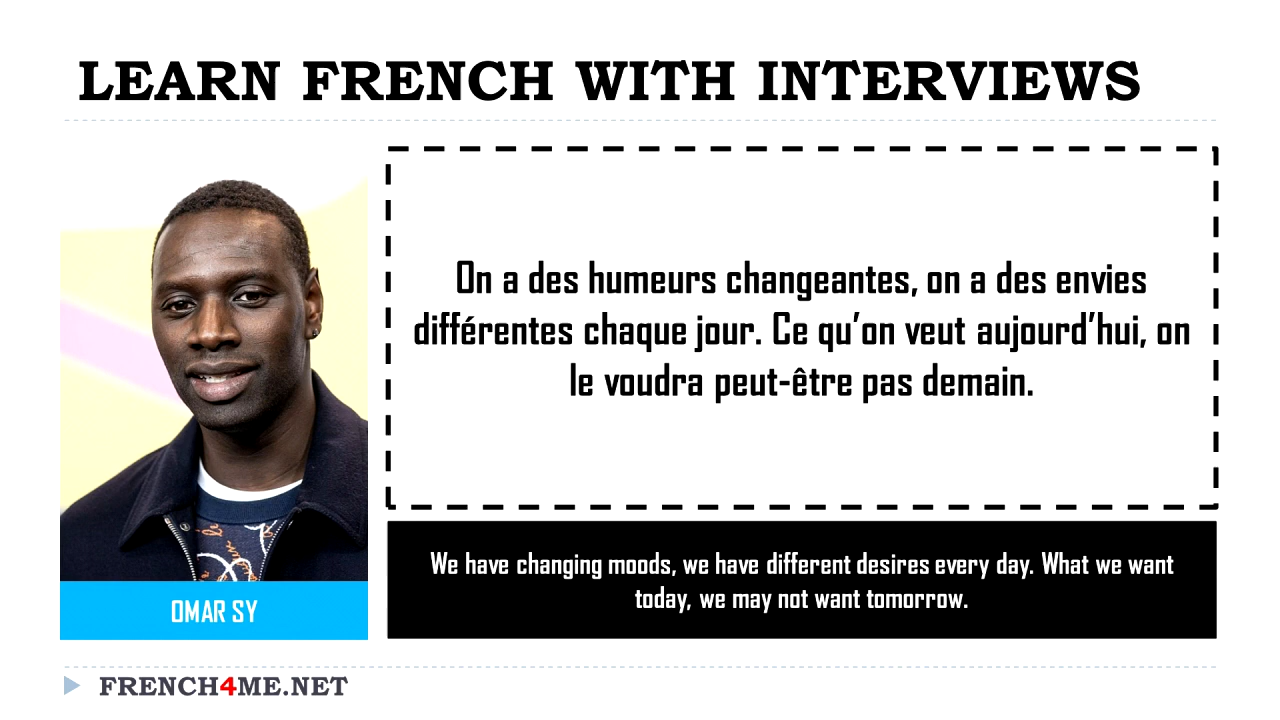 LEARN FRENCH WITH INTERVIEWS
On a des humeurs changeantes, on a des envies
différentes chaque jour. Ce qu’on veut aujourd’hui, on
le voudra peut-être pas demain.
We have changing moods, we have different desires every day. What we want
today, we may not want tomorrow.
OMAR SY
FRENCH4ME.NET